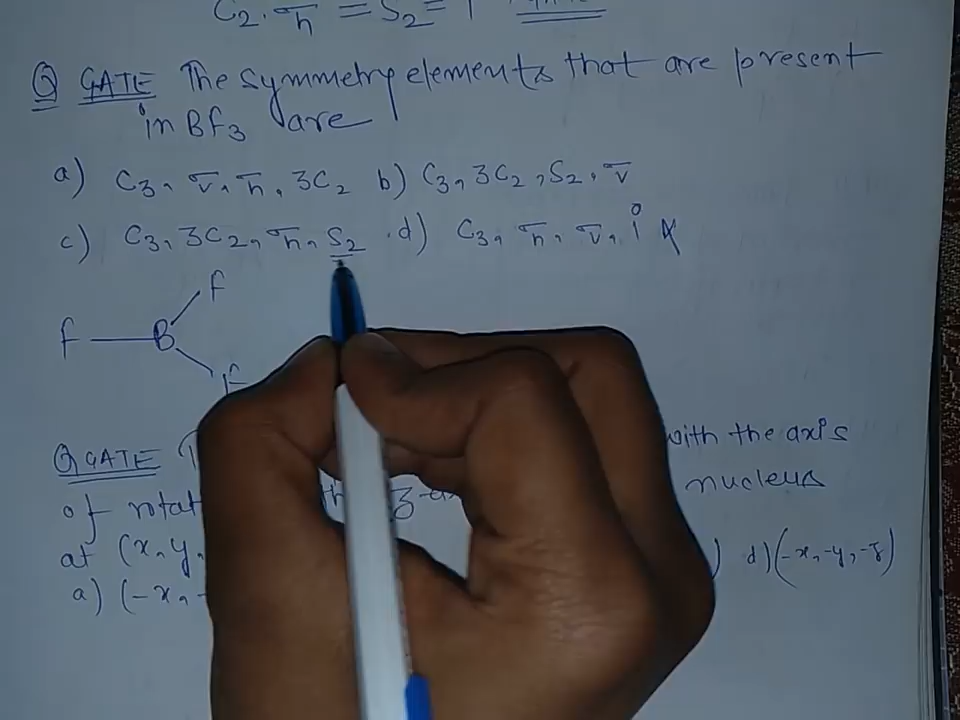 C2. σh = S2 = i
Q GATE The symmetry elements that are present
in Bf3 are
a) C3, σv, σh, 3C2 b) C3, 3C2, S2, σv
c) C3, 3C2, σh, S2 . d) C3, σh, σv, i
f
f B
F
Q GATE with the axis
of rotat z- nucleus
at (x, y, ) d) (-x, -y, -z)
a) (-x, -